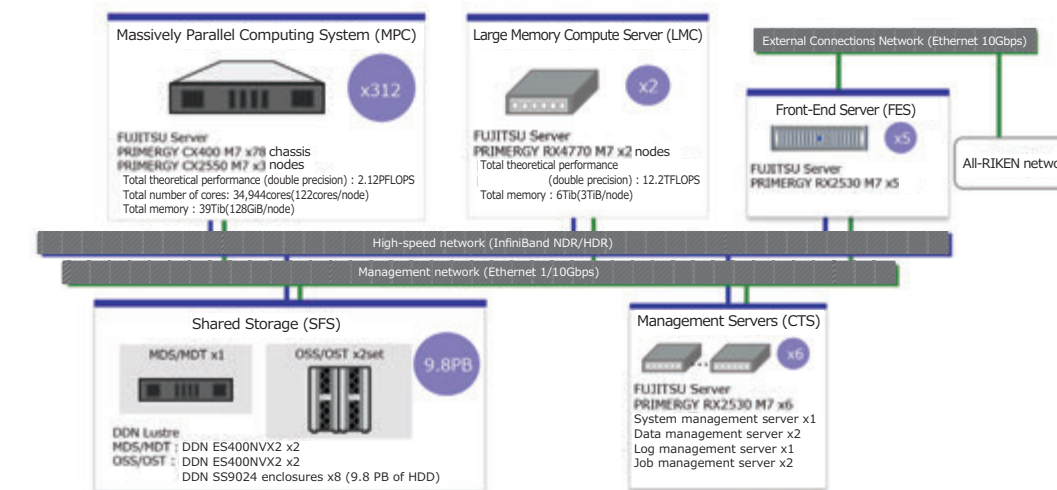 Massively Parallel Computing System (MPC)
x312
FUJITSU Server
PRIMERGY CX400 M7 x78 chassis
PRIMERGY CX2550 M7 x3 nodes
Total theoretical performance (double precision) : 2.12PFLOPS
Total number of cores: 34,944cores(122cores/node)
Total memory : 39Tib(128GiB/node)
Large Memory Compute Server (LMC)
x2
FUJITSU Server
PRIMERGY RX4770 M7 x2 nodes
Total theoretical performance
(double precision) : 12.2TFLOPS
Total memory : 6Tib(3TiB/node)
External Connections Network (Ethernet 10Gbps)
Front-End Server (FES)
x5
FUJITSU Server
PRIMERGY RX2530 M7 x5
All-RIKEN netwo
High-speed network (InfiniBand NDR/HDR)
Management network (Ethernet 1/10Gbps)
Shared Storage (SFS)
MDS/MDT x1
OSS/OST x2set
9.8PB
DDN Lustre
MDS/MDT : DDN ES400NVX2 x2
OSS/OST : DDN ES400NVX2 x2
DDN SS9024 enclosures x8 (9.8 PB of HDD)
Management Servers (CTS)
x6
FUJITSU Server
PRIMERGY RX2530 M7 x6
System management server x1
Data management server x2
Log management server x1
Job management server x2